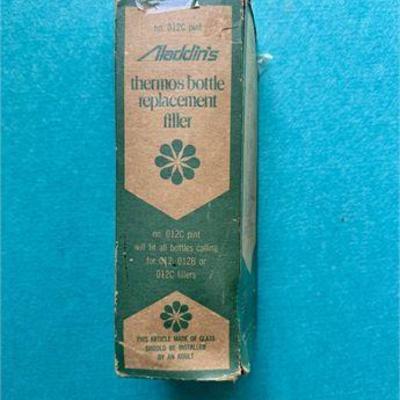 no. 012C pint
Aladdin's
thermos bottle
replacement
filler
no. 012C pint
will fit all bottles calling
for 012, 012B or
012C fillers
THIS ARTICLE MADE OF GLASS
SHOULD BE INSTALLED
BY AN ADULT